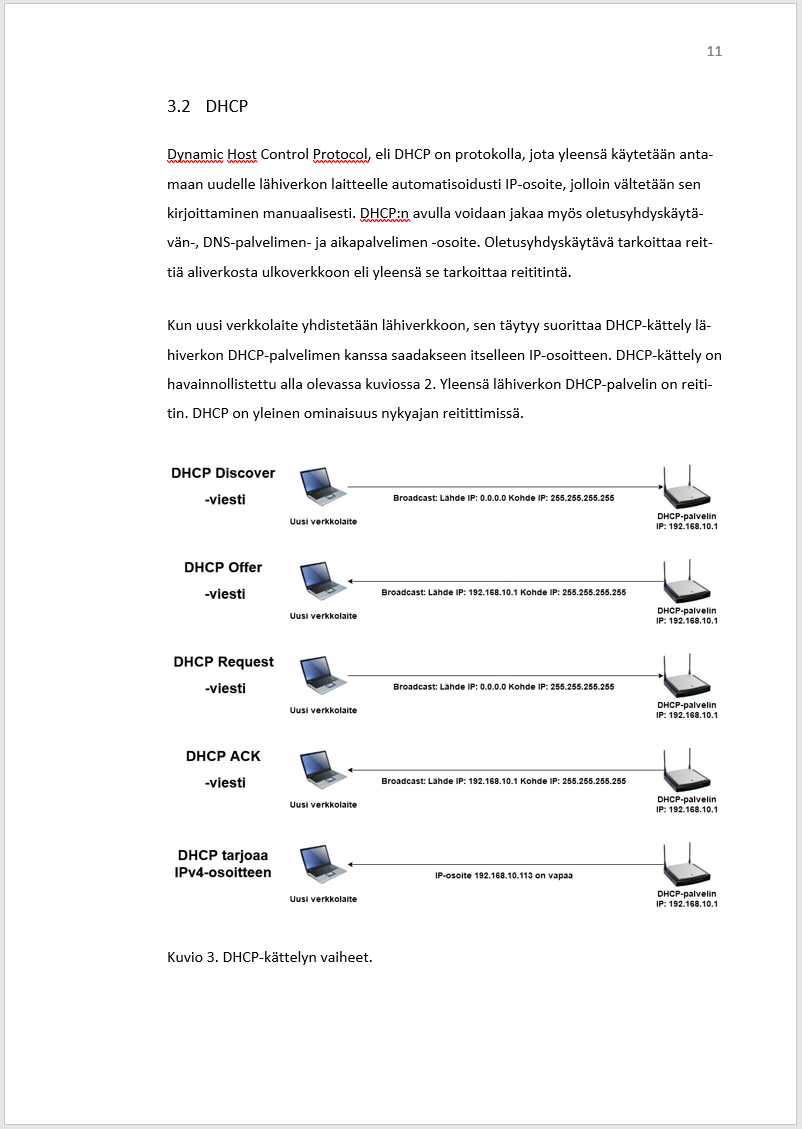 11
3.2 DHCP
Dynamic Host Control Protocol, eli DHCP on protokolla, jota yleensä käytetään anta-
maan uudelle lähiverkon laitteelle automatisoidusti IP-osoite, jolloin vältetään sen
kirjoittaminen manuaalisesti. DHCP:n avulla voidaan jakaa myös oletusyhdyskäytä-
vän-, DNS-palvelimen- ja aikapalvelimen -osoite. Oletusyhdyskäytävä tarkoittaa reit-
tiä aliverkosta ulkoverkkoon eli yleensä se tarkoittaa reititintä.
Kun uusi verkkolaite yhdistetään lähiverkkoon, sen täytyy suorittaa DHCP-kättely lä-
hiverkon DHCP-palvelimen kanssa saadakseen itselleen IP-osoitteen. DHCP-kättely on
havainnollistettu alla olevassa kuviossa 2. Yleensä lähiverkon DHCP-palvelin on reiti-
tin. DHCP on yleinen ominaisuus nykyajan reitittimissä.
DHCP Discover
-viesti
Uusi verkkolaite
Broadcast: Lähde IP: 0.0.0.0 Kohde IP: 255.255.255.255
DHCP-palvelin
IP: 192.168.10.1
DHCP Offer
-viesti
Uusi verkkolaite
Broadcast: Lähde IP: 192.168.10.1 Kohde IP: 255.255.255.255
DHCP-palvelin
IP: 192.168.10.1
DHCP Request
-viesti
Uusi verkkolaite
Broadcast: Lähde IP: 0.0.0.0 Kohde IP: 255.255.255.255
DHCP-palvelin
IP: 192.168.10.1
DHCP ACK
-viesti
Uusi verkkolaite
Broadcast: Lähde IP: 192.168.10.1 Kohde IP: 255.255.255.255
DHCP-palvelin
IP: 192.168.10.1
DHCP tarjoaa
IPv4-osoitteen
Uusi verkkolaite
IP-osoite 192.168.10.113 on vapaa
DHCP-palvelin
IP: 192.168.10.1
Kuvio 3. DHCP-kättelyn vaiheet.